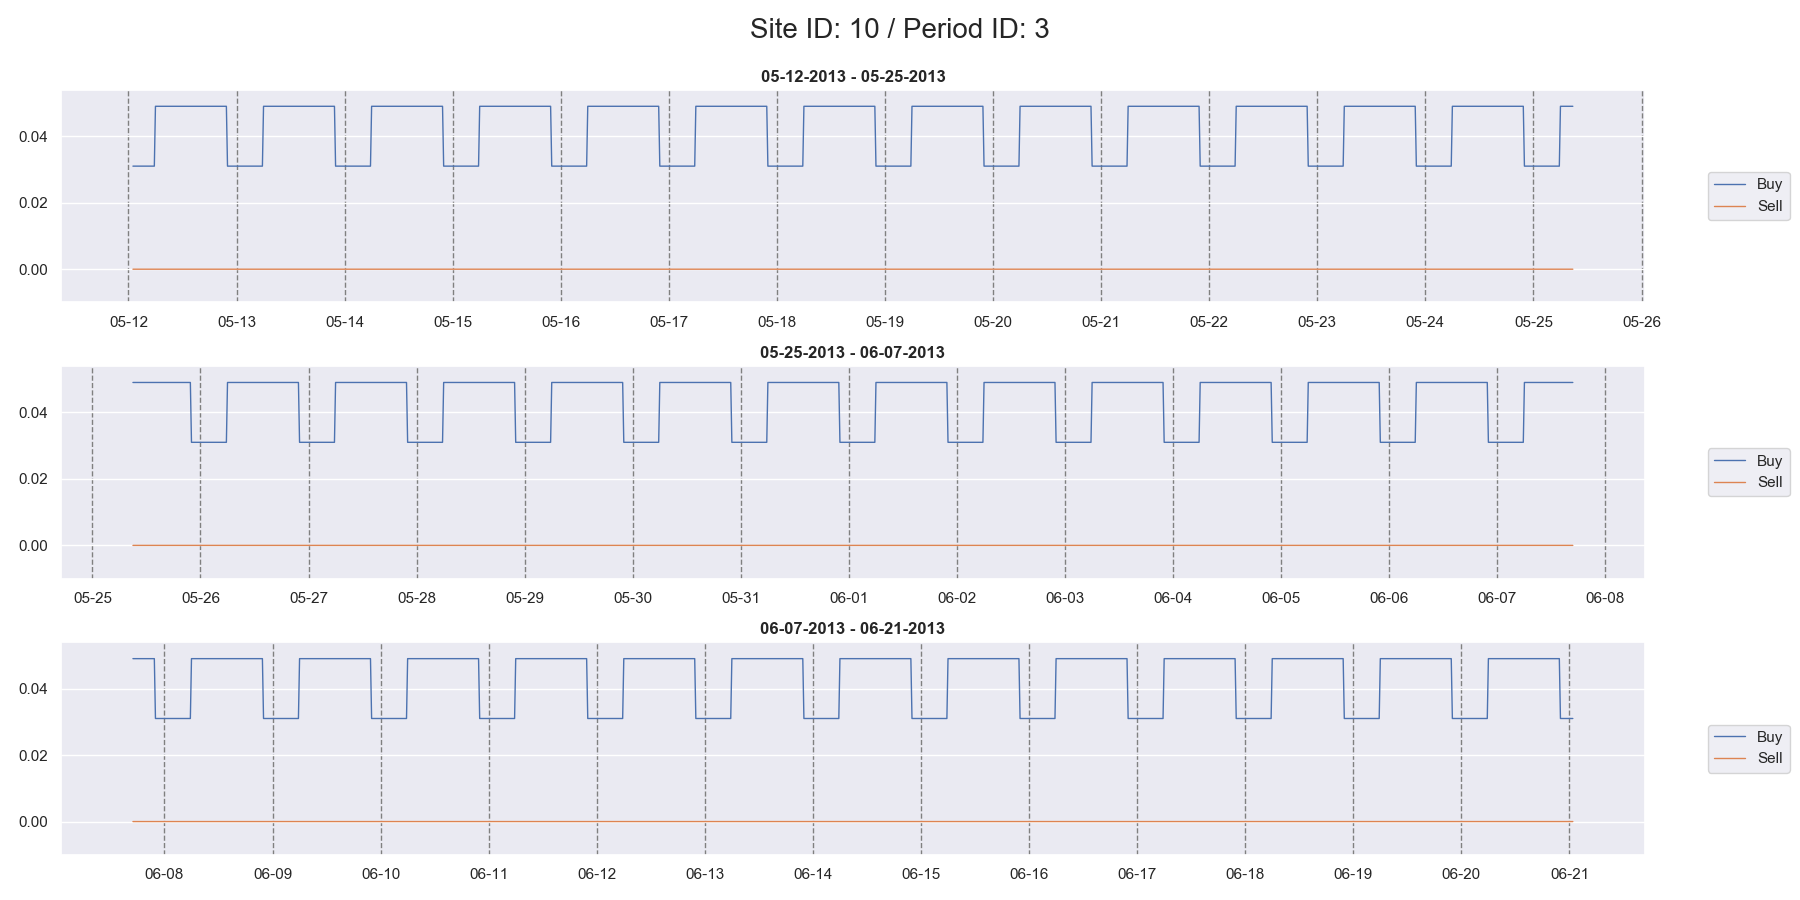 Site ID: 10 / Period ID: 3
05-12-2013 - 05-25-2013
0.04
0.02
0.00
05-12 05-13 05-14 05-15 05-16 05-17 05-18 05-19 05-20 05-21 05-22 05-23 05-24 05-25 05-26
Buy
Sell
05-25-2013 - 06-07-2013
0.04
0.02
0.00
05-25 05-26 05-27 05-28 05-29 05-30 05-31 06-01 06-02 06-03 06-04 06-05 06-06 06-07 06-08
Buy
Sell
06-07-2013 - 06-21-2013
0.04
0.02
0.00
06-08 06-09 06-10 06-11 06-12 06-13 06-14 06-15 06-16 06-17 06-18 06-19 06-20 06-21
Buy
Sell